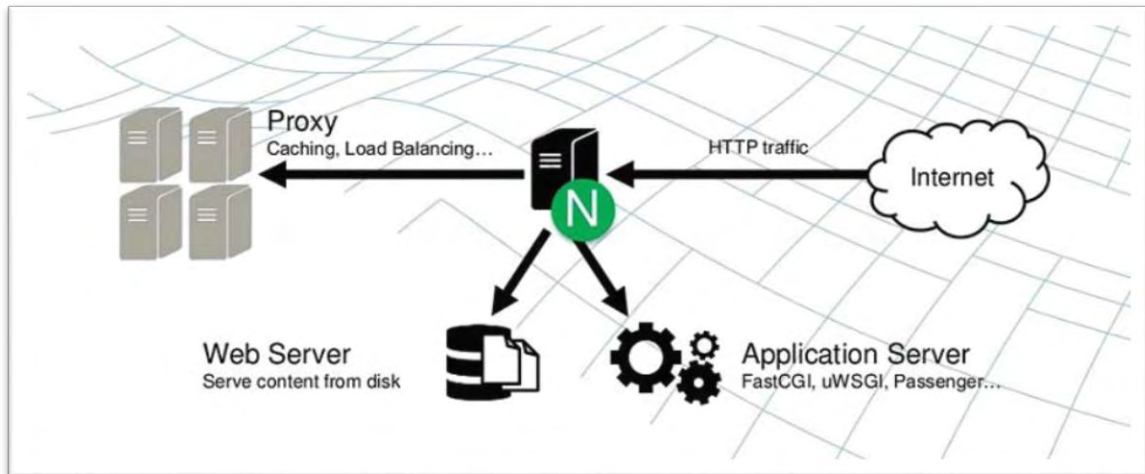 Proxy
Caching, Load Balancing...
HTTP traffic
Internet
N
Web Server
Serve content from disk
Application Server
FastCGI, uWSGI, Passenger...